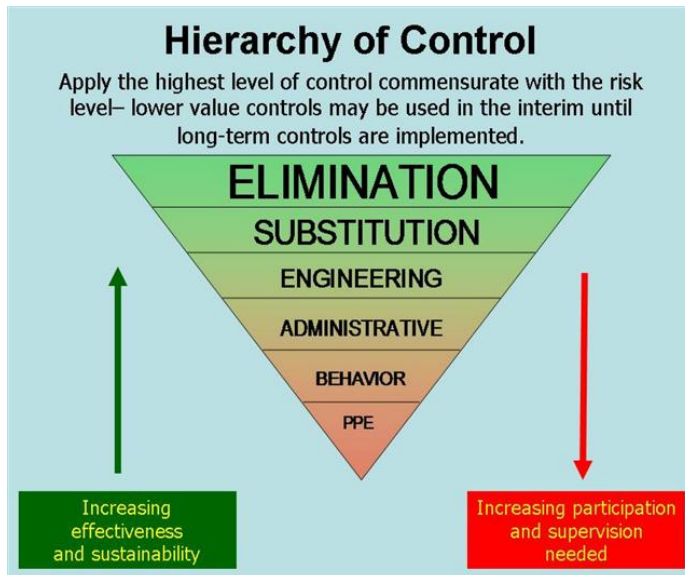 Hierarchy of Control
Apply the highest level of control commensurate with the risk
level– lower value controls may be used in the interim until
long-term controls are implemented.
ELIMINATION
SUBSTITUTION
ENGINEERING
ADMINISTRATIVE
BEHAVIOR
PPE
Increasing
effectiveness
and sustainability
Increasing participation
and supervision
needed